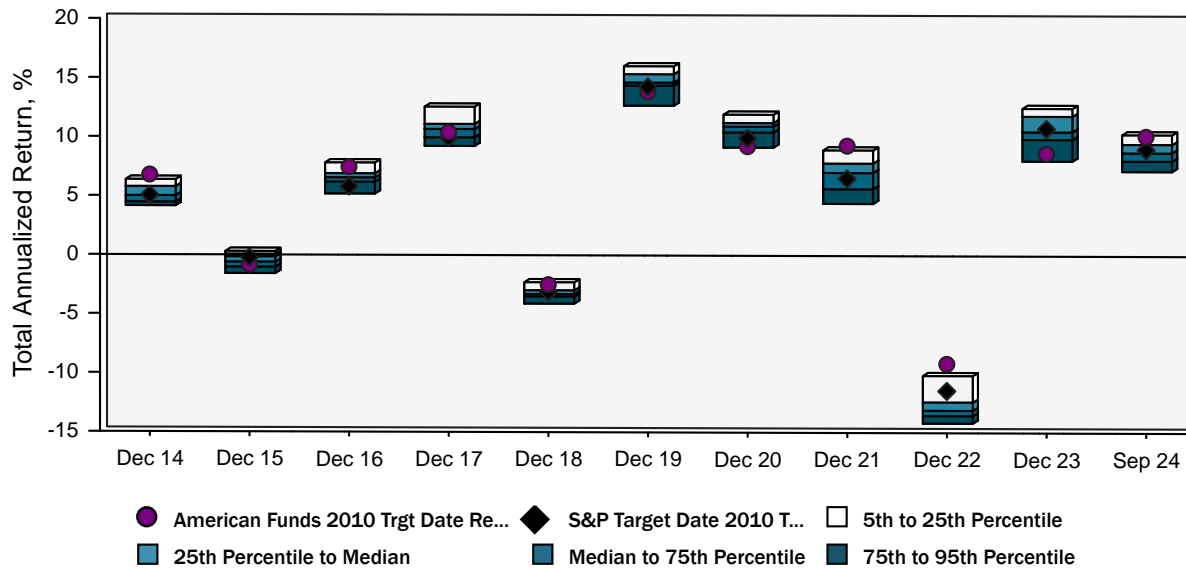 Total Annualized Return, %
20
15
10
5
0
-5
-10
-15
Dec 14 Dec 15 Dec 16 Dec 17 Dec 18 Dec 19 Dec 20 Dec 21 Dec 22 Dec 23 Sep 24
American Funds 2010 Trgt Date Re... S&P Target Date 2010 T... 5th to 25th Percentile
25th Percentile to Median Median to 75th Percentile 75th to 95th Percentile